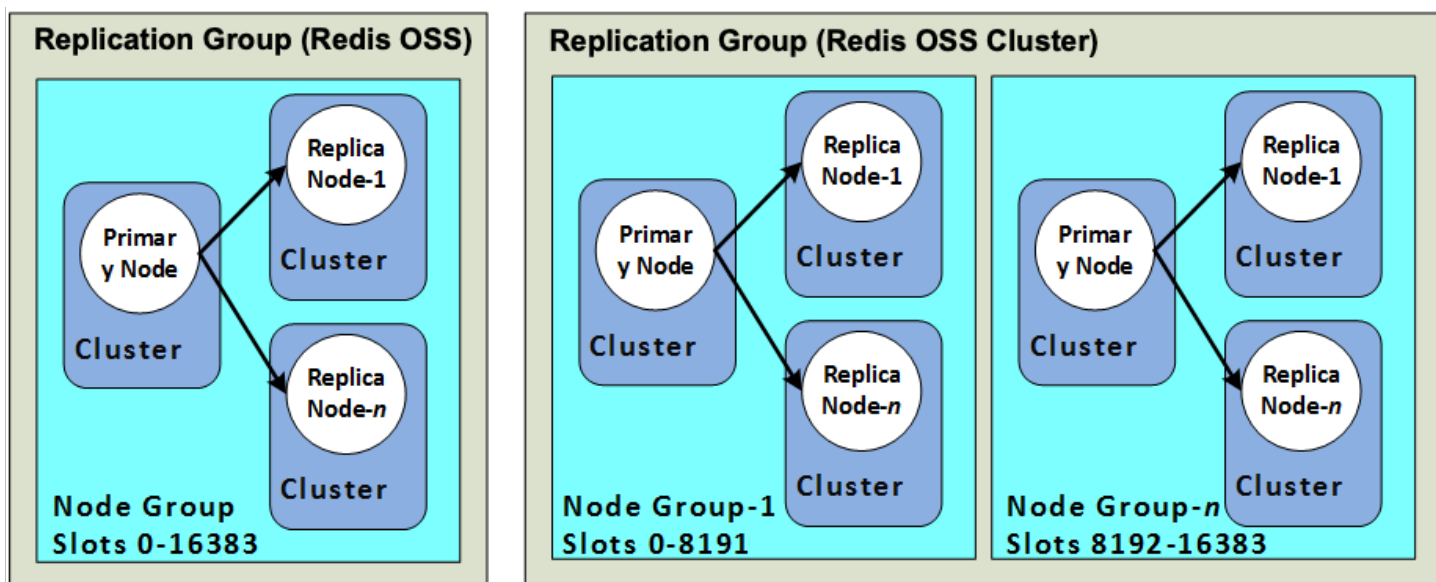 Replication Group (Redis OSS)
Replica
Node-1
Cluster
Primar
y Node
Cluster
Replica
Node-n
Cluster
Node Group
Slots 0-16383
Replication Group (Redis OSS Cluster)
Replica
Node-1
Cluster
Primar
y Node
Cluster
Replica
Node-n
Cluster
Node Group-1
Slots 0-8191
Replica
Node-1
Cluster
Primar
y Node
Cluster
Replica
Node-n
Cluster
Node Group-n
Slots 8192-16383